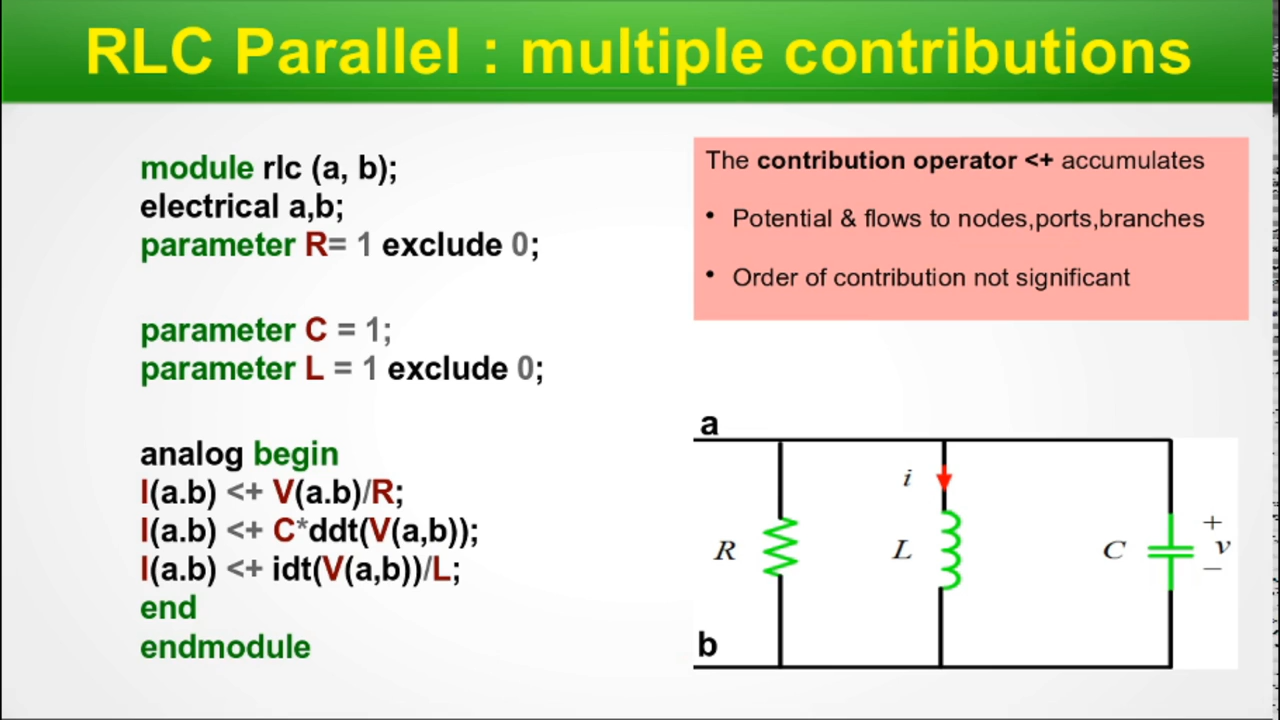 RLC Parallel : multiple contributions
module rlc (a, b);
electrical a,b;
parameter R= 1 exclude 0;
parameter C = 1;
parameter L = 1 exclude 0;
analog begin
I(a.b) <+ V(a.b)/R;
I(a.b) <+ C*ddt(V(a,b));
I(a.b) <+ idt(V(a,b))/L;
end
endmodule
The contribution operator <+ accumulates
• Potential & flows to nodes,ports,branches
• Order of contribution not significant
a
i
R
L
C
+
v
−
b